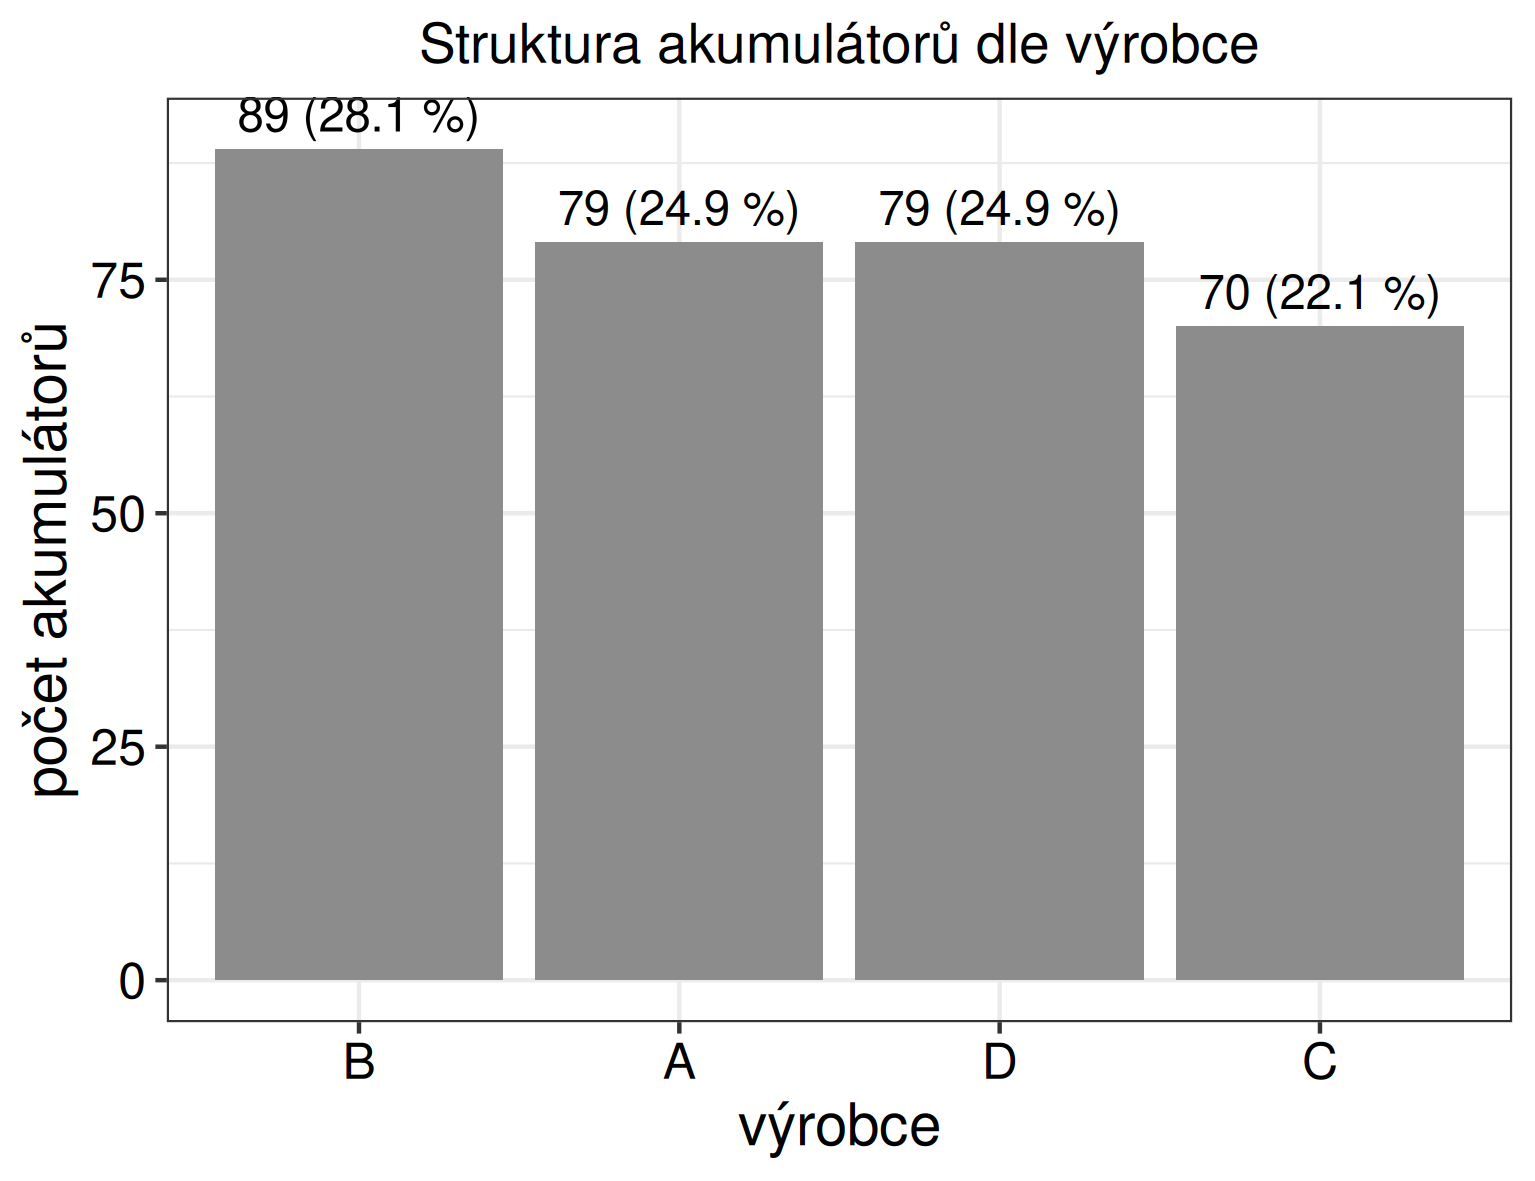 Struktura akumulátorů dle výrobce
89 (28.1 %)
79 (24.9 %)
79 (24.9 %)
70 (22.1 %)
75
50
25
0
počet akumulátorů
B
A
D
C
výrobce